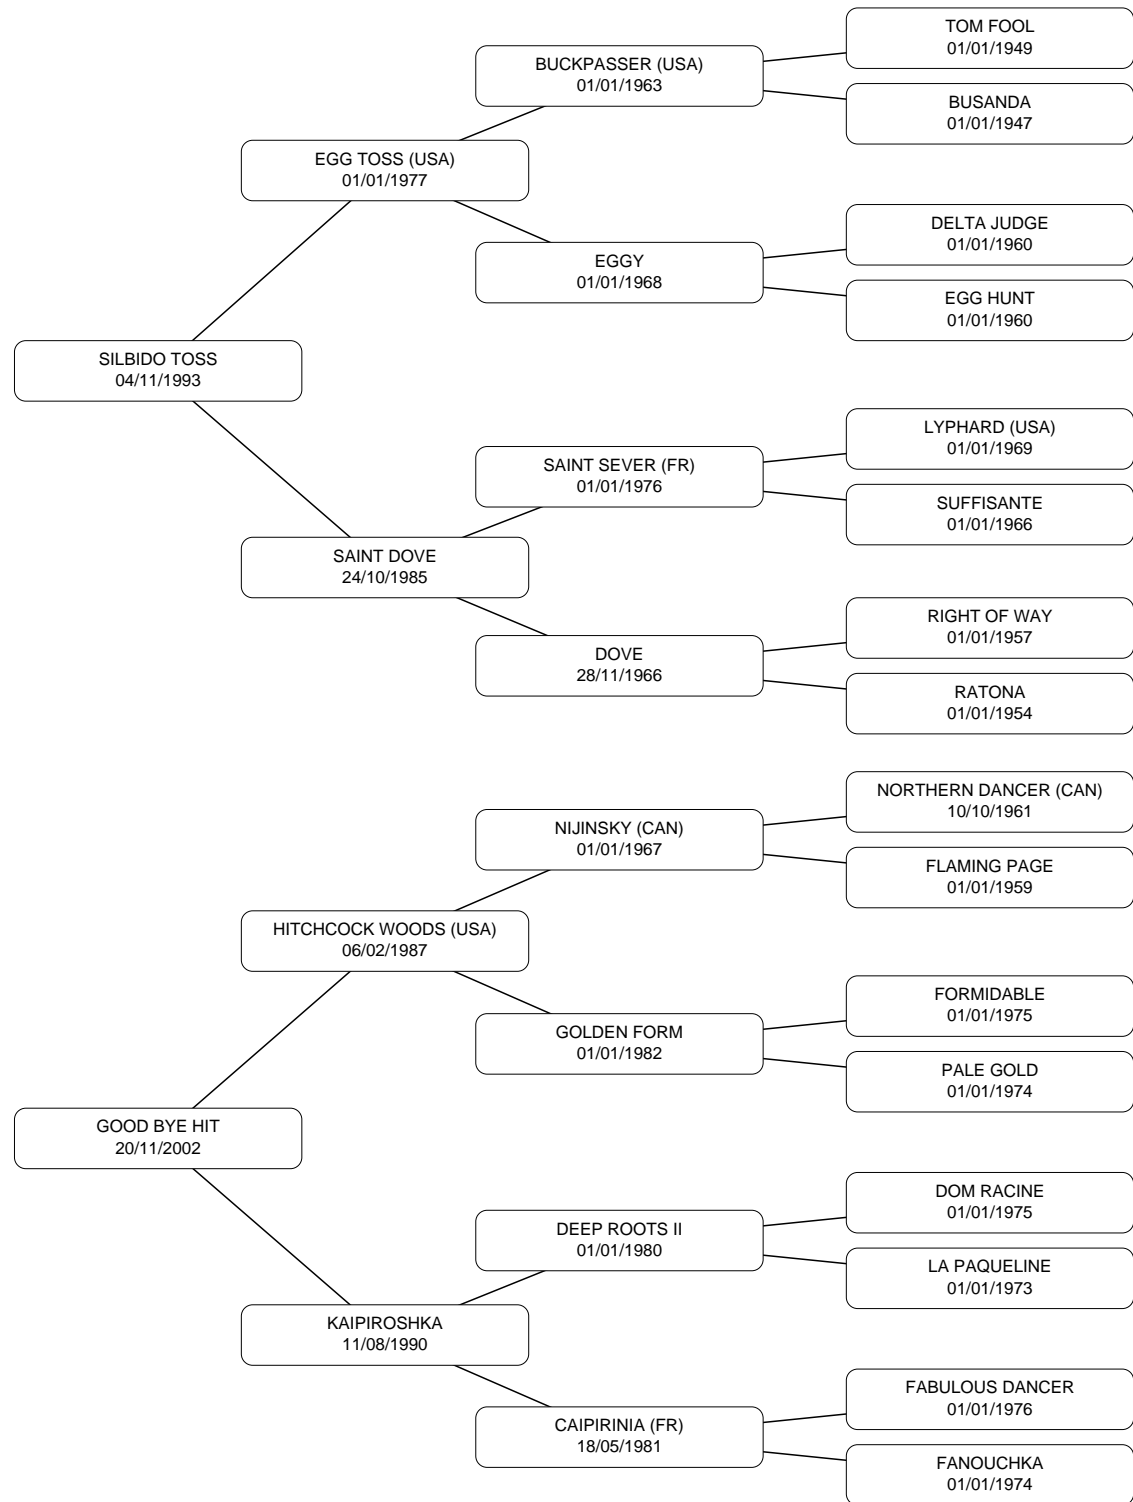 TOM FOOL
01/01/1949
BUCKPASSER (USA)
01/01/1963
BUSANDA
01/01/1947
EGG TOSS (USA)
01/01/1977
DELTA JUDGE
01/01/1960
EGGY
01/01/1968
EGG HUNT
01/01/1960
SILBIDO TOSS
04/11/1993
LYPHARD (USA)
01/01/1969
SAINT SEVER (FR)
01/01/1976
SUFFISANTE
01/01/1966
SAINT DOVE
24/10/1985
RIGHT OF WAY
01/01/1957
DOVE
28/11/1966
RATONA
01/01/1954
NORTHERN DANCER (CAN)
10/10/1961
NIJINSKY (CAN)
01/01/1967
FLAMING PAGE
01/01/1959
HITCHCOCK WOODS (USA)
06/02/1987
FORMIDABLE
01/01/1975
GOLDEN FORM
01/01/1982
PALE GOLD
01/01/1974
GOOD BYE HIT
20/11/2002
DOM RACINE
01/01/1975
DEEP ROOTS II
01/01/1980
LA PAQUELINE
01/01/1973
KAIPIROSHKA
11/08/1990
FABULOUS DANCER
01/01/1976
CAIPIRINIA (FR)
18/05/1981
FANOUCHKA
01/01/1974